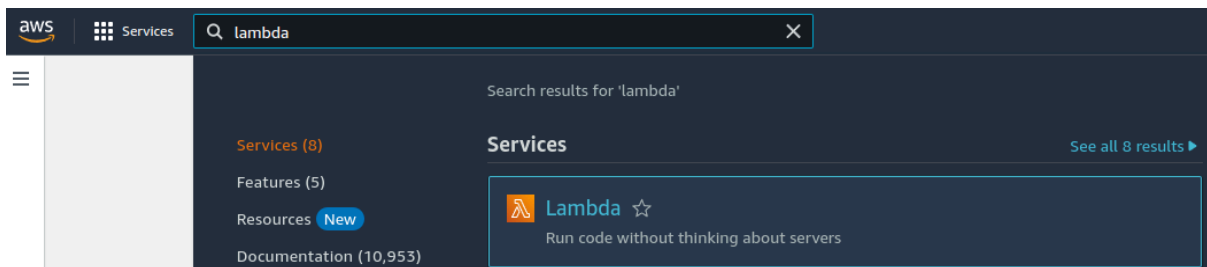 aws
Services
lambda
Search results for 'lambda'
Services (8)
Features (5)
Resources New
Documentation (10,953)
Services
See all 8 results
Lambda
Run code without thinking about servers